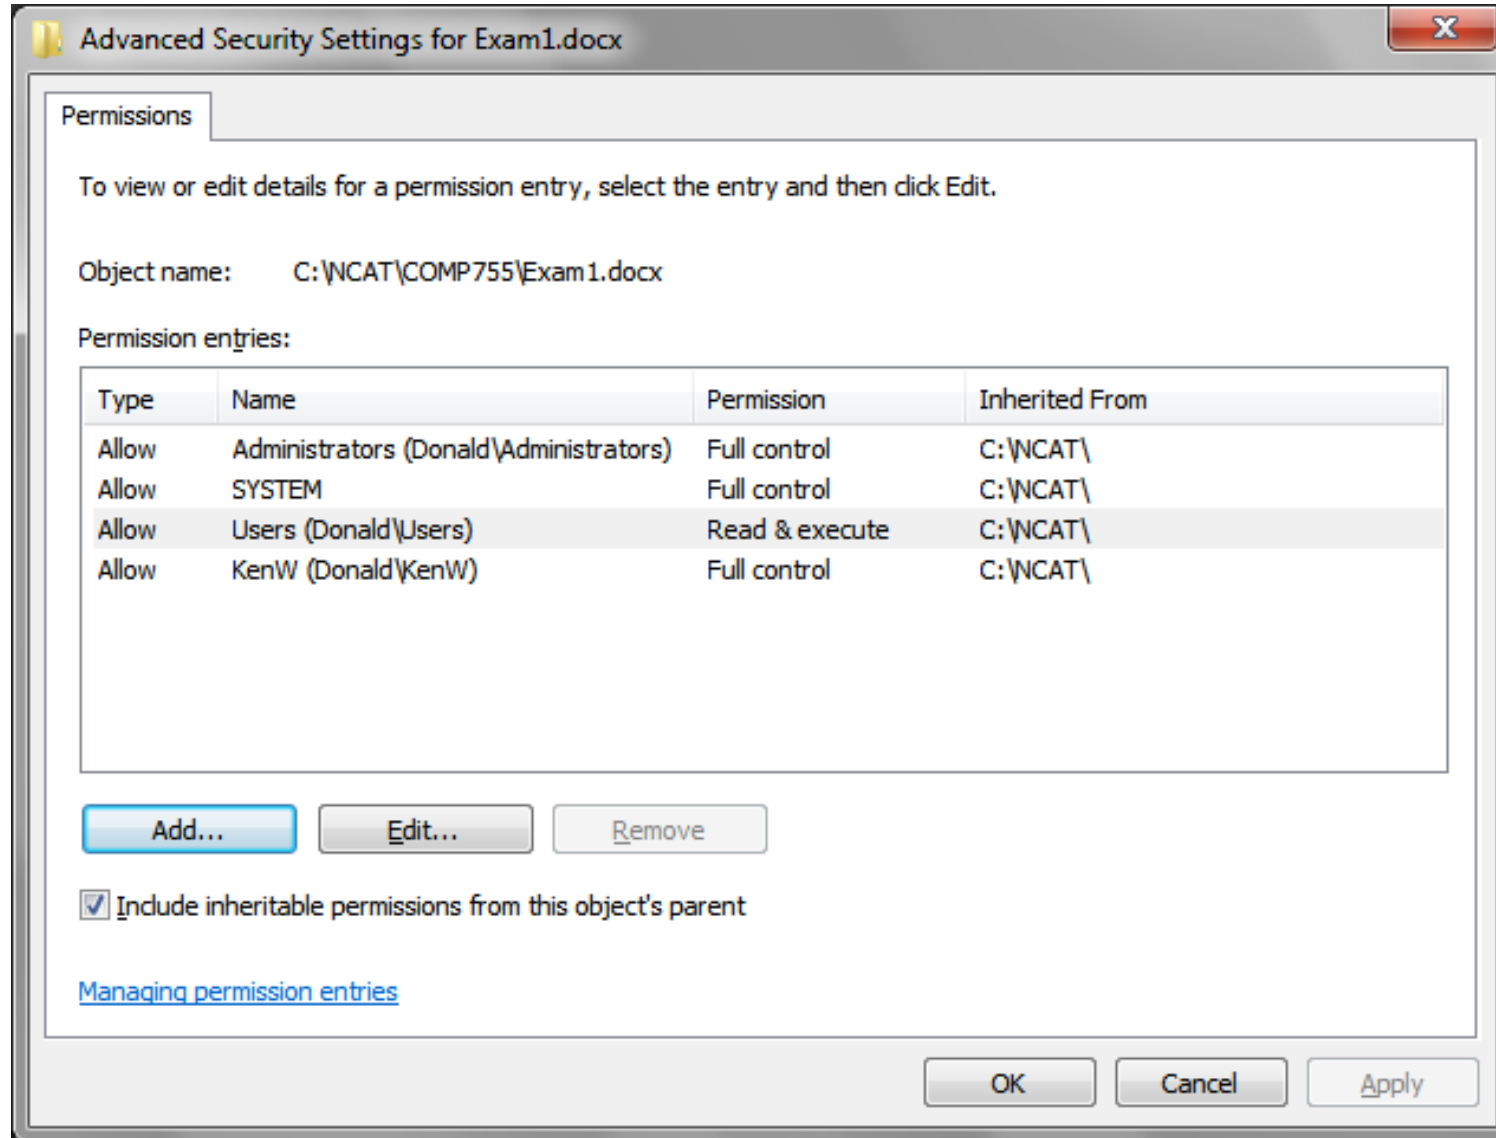 Advanced Security Settings for Exam1.docx
Permissions
To view or edit details for a permission entry, select the entry and then click Edit.
Object name: C:\NCAT\COMP755\Exam1.docx
Permission entries:
Type Name Permission Inherited From
Allow Administrators (Donald\Administrators) Full control C:\NCAT\
Allow SYSTEM Full control C:\NCAT\
Allow Users (Donald\Users) Read & execute C:\NCAT\
Allow KenW (Donald\KenW) Full control C:\NCAT\
Add... Edit... Remove
Include inheritable permissions from this object's parent
Managing permission entries
OK Cancel Apply